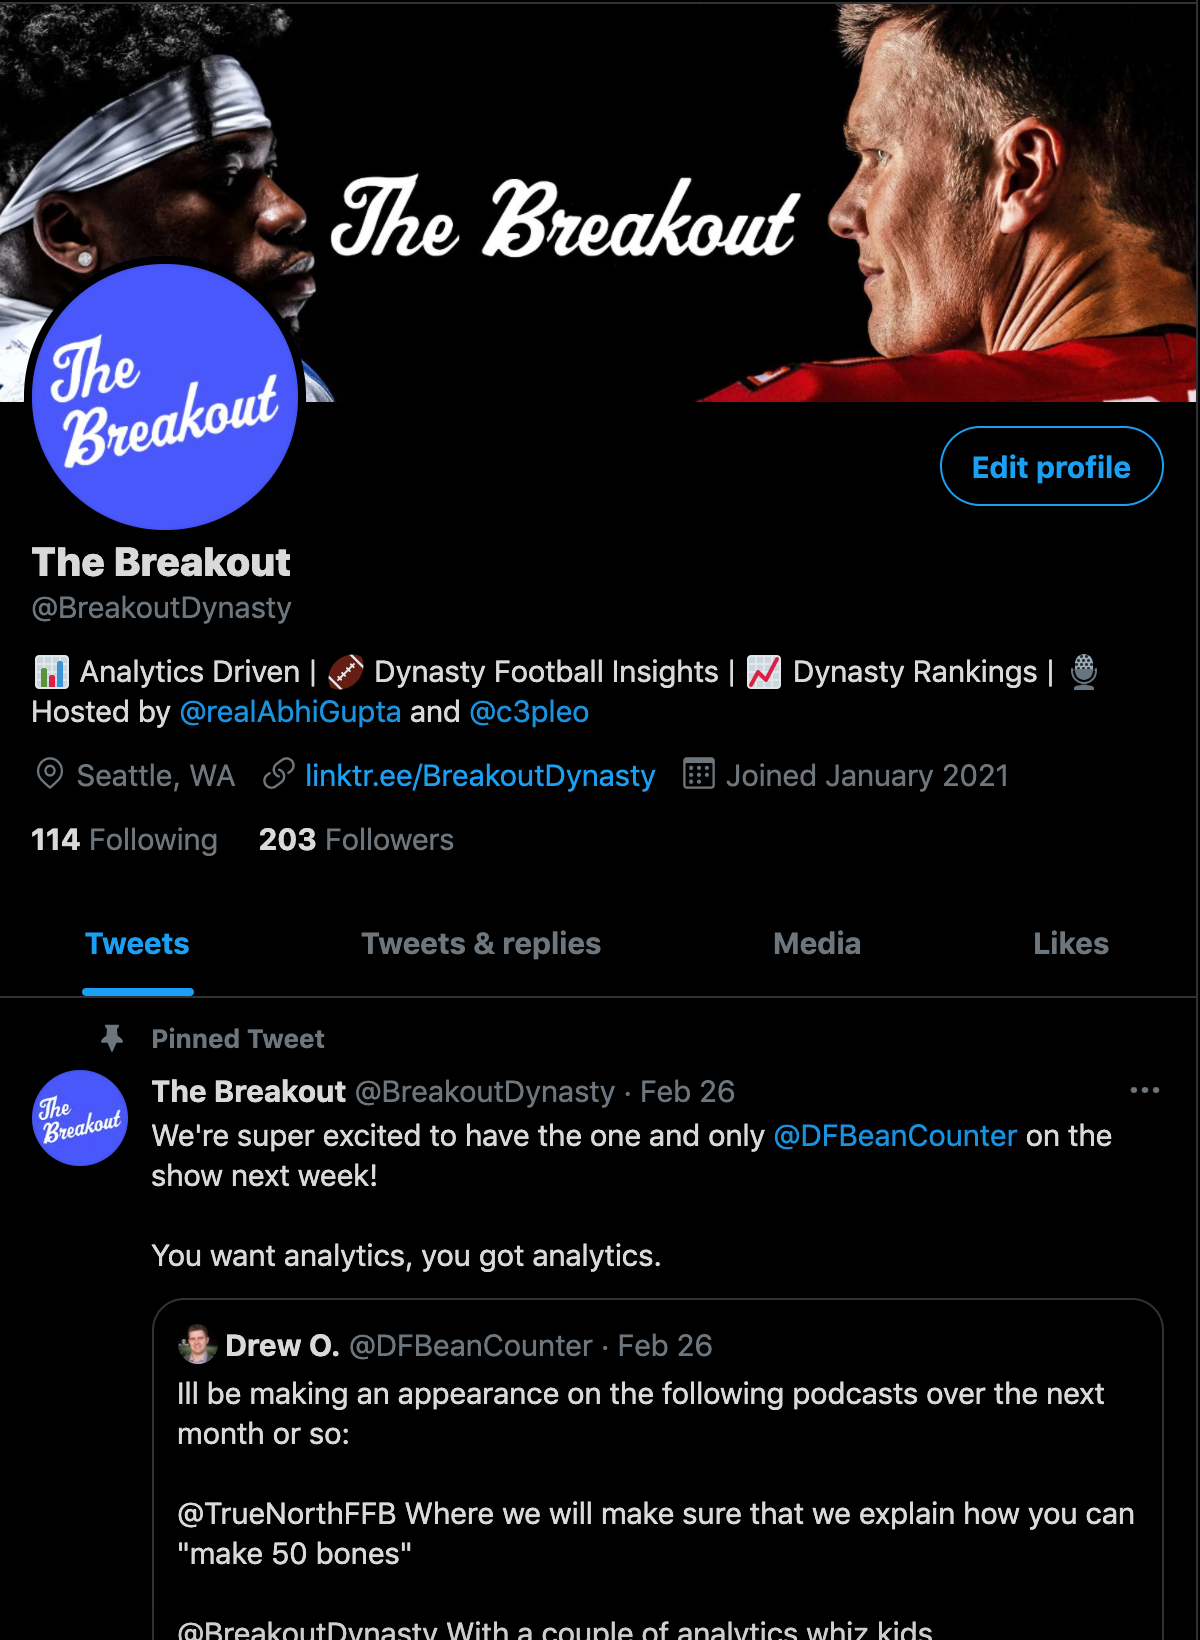 The Breakout
The
Breakout
Edit profile
The Breakout
@BreakoutDynasty
📊 Analytics Driven | 🏈 Dynasty Football Insights | 📈 Dynasty Rankings | 🎙
Hosted by @realAbhiGupta and @c3pleo
Seattle, WA linktr.ee/BreakoutDynasty Joined January 2021
114 Following 203 Followers
Tweets Tweets & replies Media Likes
Pinned Tweet
The
Breakout
The Breakout @BreakoutDynasty · Feb 26
We're super excited to have the one and only @DFBeanCounter on the
show next week!
You want analytics, you got analytics.
Drew O. @DFBeanCounter · Feb 26
Ill be making an appearance on the following podcasts over the next
month or so:
@TrueNorthFFB Where we will make sure that we explain how you can
"make 50 bones"
@BreakoutDynasty With a couple of analytics whiz kids